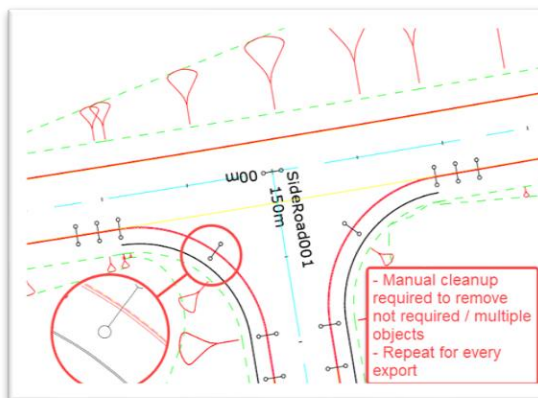 00m
SideRoad001
150m
- Manual cleanup
required to remove
not required / multiple
objects
- Repeat for every
export